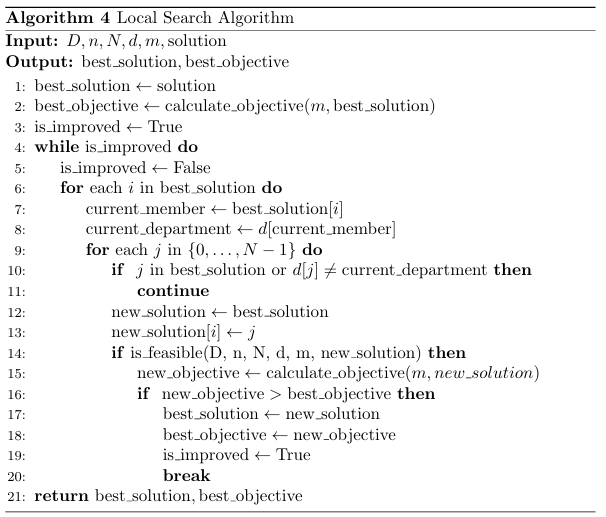 Algorithm 4 Local Search Algorithm
Input: D, n, N, d, m, solution
Output: best_solution, best_objective
1: best_solution ← solution
2: best_objective ← calculate_objective(m, best_solution)
3: is_improved ← True
4: while is_improved do
5: is_improved ← False
6: for each i in best_solution do
7: current_member ← best_solution[i]
8: current_department ← d[current_member]
9: for each j in {0, . . . , N − 1} do
10: if j in best_solution or d[j] ≠ current_department then
11: continue
12: new_solution ← best_solution
13: new_solution[i] ← j
14: if is_feasible(D, n, N, d, m, new_solution) then
15: new_objective ← calculate_objective(m, new_solution)
16: if new_objective > best_objective then
17: best_solution ← new_solution
18: best_objective ← new_objective
19: is_improved ← True
20: break
21: return best_solution, best_objective